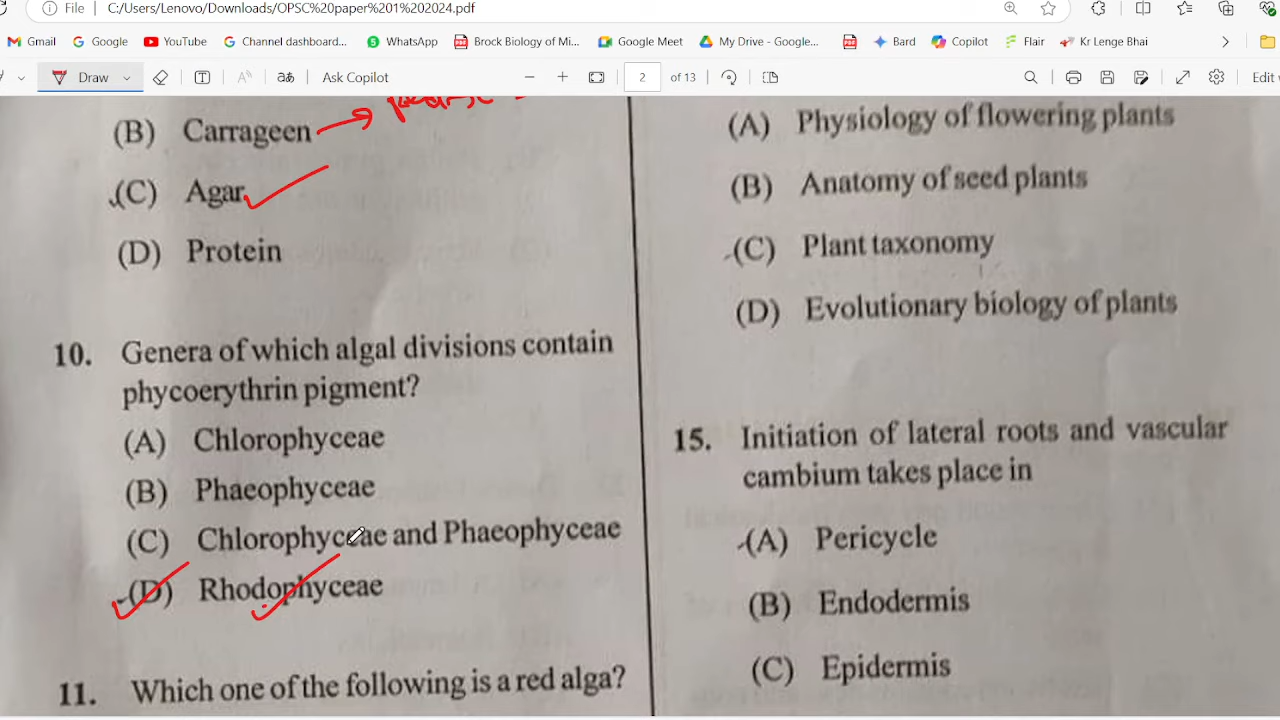 File
C:/Users/Lenovo/Downloads/OPSC%20paper%201%202024.pdf
Gmail
Google
YouTube
Channel dashboard...
WhatsApp
Brock Biology of Mi...
Google Meet
My Drive - Google...
Bard
Copilot
Flair
Kr Lenge Bhai
Draw
Ask Copilot
2 of 13
Edit
(B) Carrageen
(C) Agar
(D) Protein
10. Genera of which algal divisions contain
phycoerythrin pigment?
(A) Chlorophyceae
(B) Phaeophyceae
(C) Chlorophyceae and Phaeophyceae
(D) Rhodophyceae
11. Which one of the following is a red alga?
(A) Physiology of flowering plants
(B) Anatomy of seed plants
(C) Plant taxonomy
(D) Evolutionary biology of plants
15. Initiation of lateral roots and vascular
cambium takes place in
(A) Pericycle
(B) Endodermis
(C) Epidermis